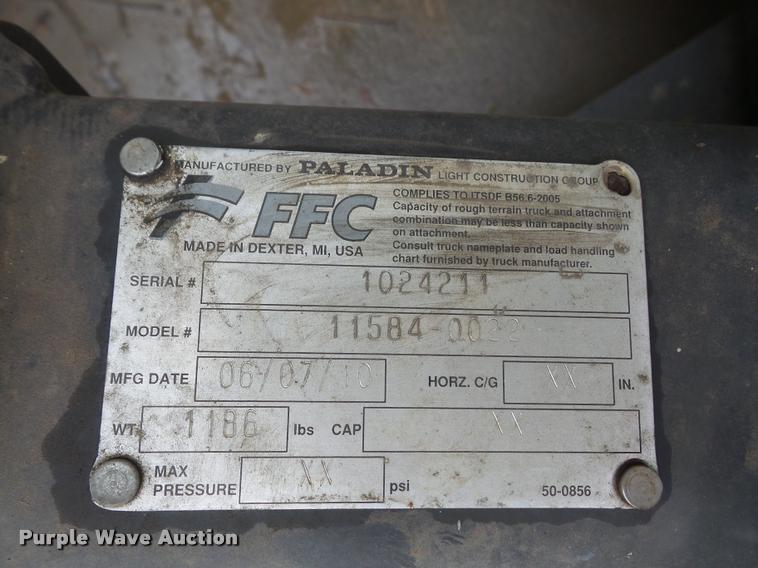 MANUFACTURED BY PALADIN LIGHT CONSTRUCTION GROUP
FFC
MADE IN DEXTER, MI, USA
COMPLIES TO ITSDF B56.6-2005
Capacity of rough terrain truck and attachment
combination may be less than capacity shown
on attachment.
Consult truck nameplate and load handling
chart furnished by truck manufacturer.
SERIAL # 1024211
MODEL # 11584-0022
MFG DATE 06/07/10 HORZ. C/G XX IN.
WT. 1186 lbs CAP XX
MAX
PRESSURE XX psi
50-0856
Purple Wave Auction